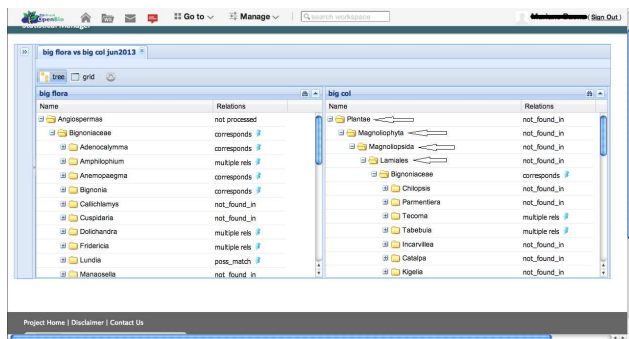 OpenBio
Go to
Manage
search workspace
(Sign Out)
big flora vs big col jun2013
tree grid
big flora
Name Relations
Angiospermas not processed
Bignoniaceae corresponds
Adenocalymma corresponds
Amphilophium multiple rels
Anemopaegma corresponds
Bignonia corresponds
Callichlamys not_found_in
Cuspidaria not_found_in
Dolichandra multiple rels
Fridericia multiple rels
Lundia poss_match
Manaosella not found in
big col
Name Relations
Plantae not_found_in
Magnoliophyta not_found_in
Magnoliopsida not_found_in
Lamiales not_found_in
Bignoniaceae corresponds
Chilopsis not_found_in
Parmentiera not_found_in
Tecoma multiple rels
Tabebuia multiple rels
Incarvillea not_found_in
Catalpa not_found_in
Kigelia not_found_in
Project Home | Disclaimer | Contact Us